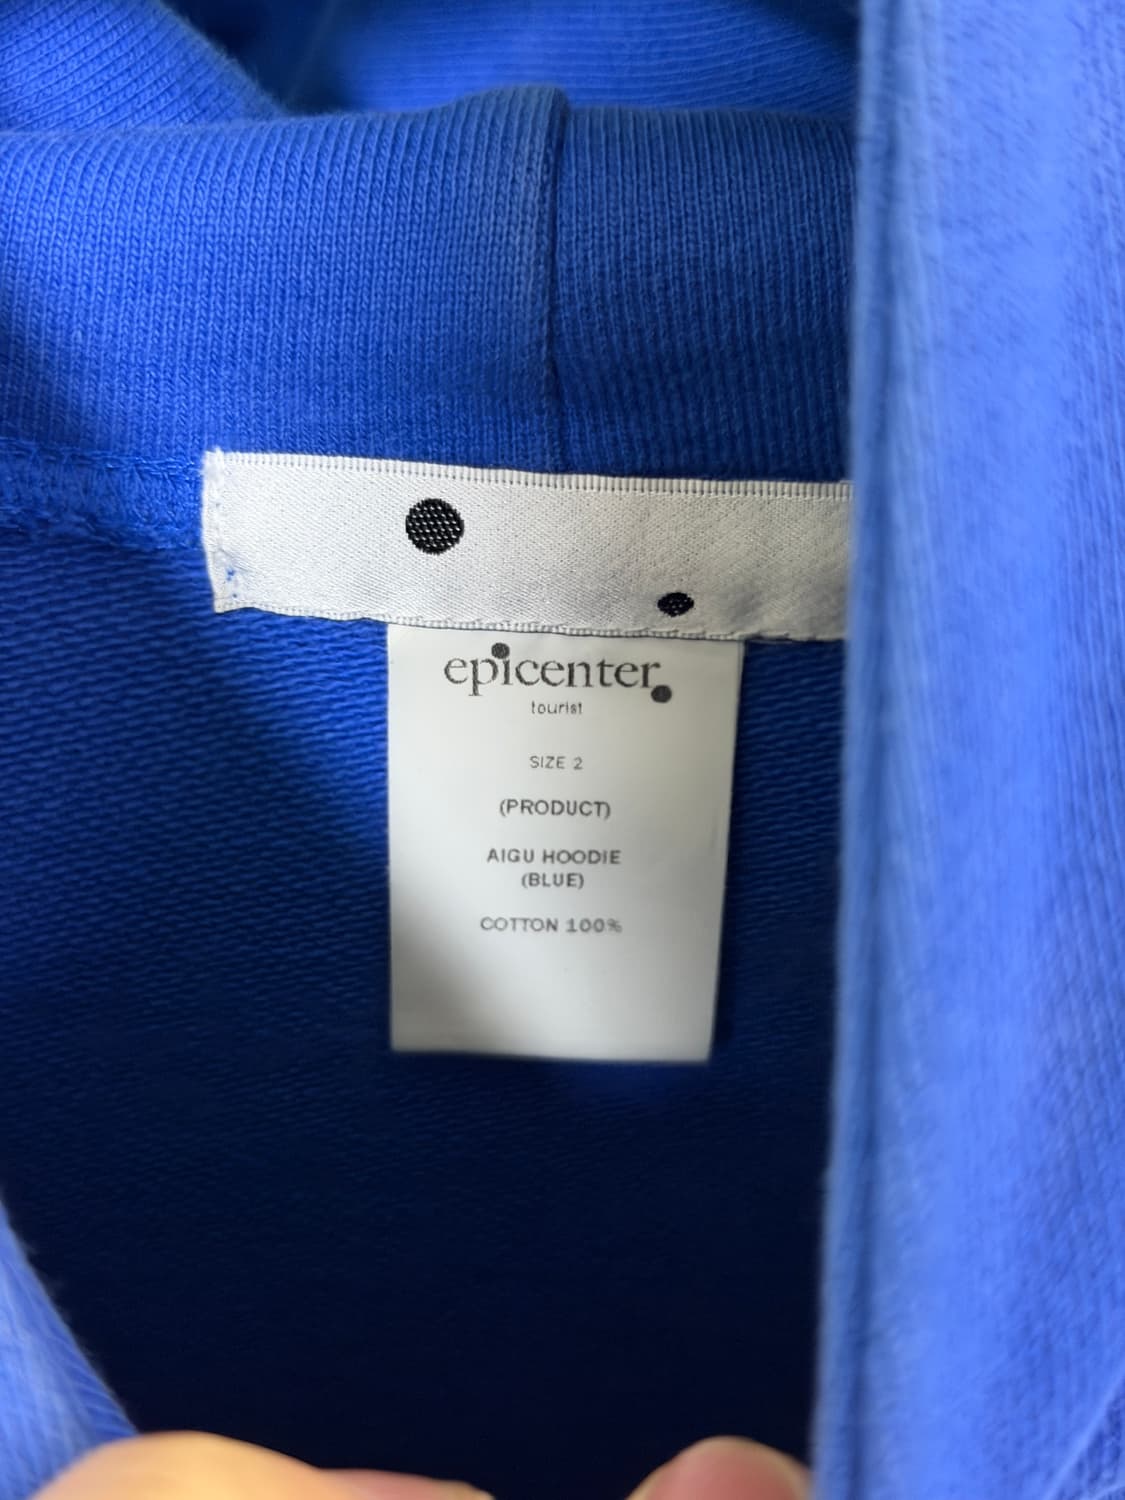 epicenter.
tourist
SIZE 2
(PRODUCT)
AIGU HOODIE
(BLUE)
COTTON 100%